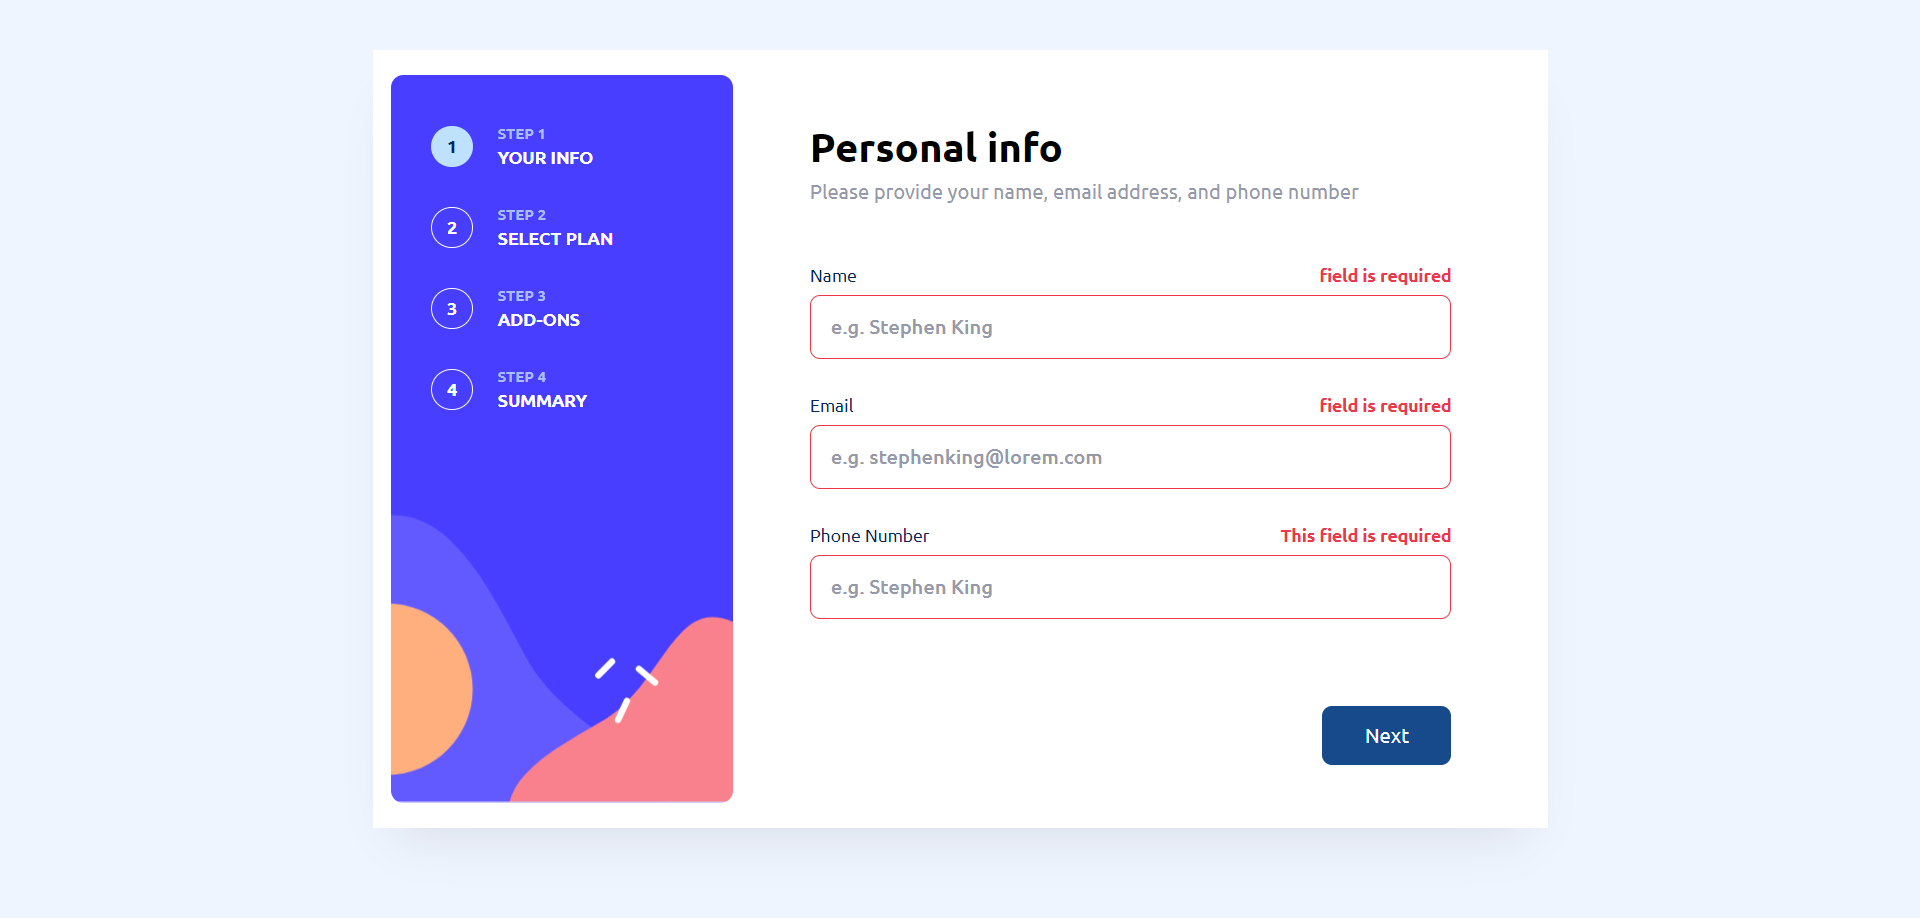 1
STEP 1
YOUR INFO
2
STEP 2
SELECT PLAN
3
STEP 3
ADD-ONS
4
STEP 4
SUMMARY
Personal info
Please provide your name, email address, and phone number
Name
field is required
e.g. Stephen King
Email
field is required
e.g. stephenking@lorem.com
Phone Number
This field is required
e.g. Stephen King
Next